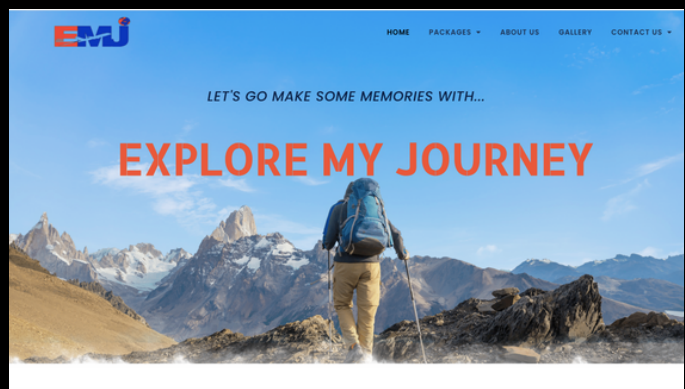 EMJ
HOME PACKAGES ABOUT US GALLERY CONTACT US
LET'S GO MAKE SOME MEMORIES WITH...
EXPLORE MY JOURNEY